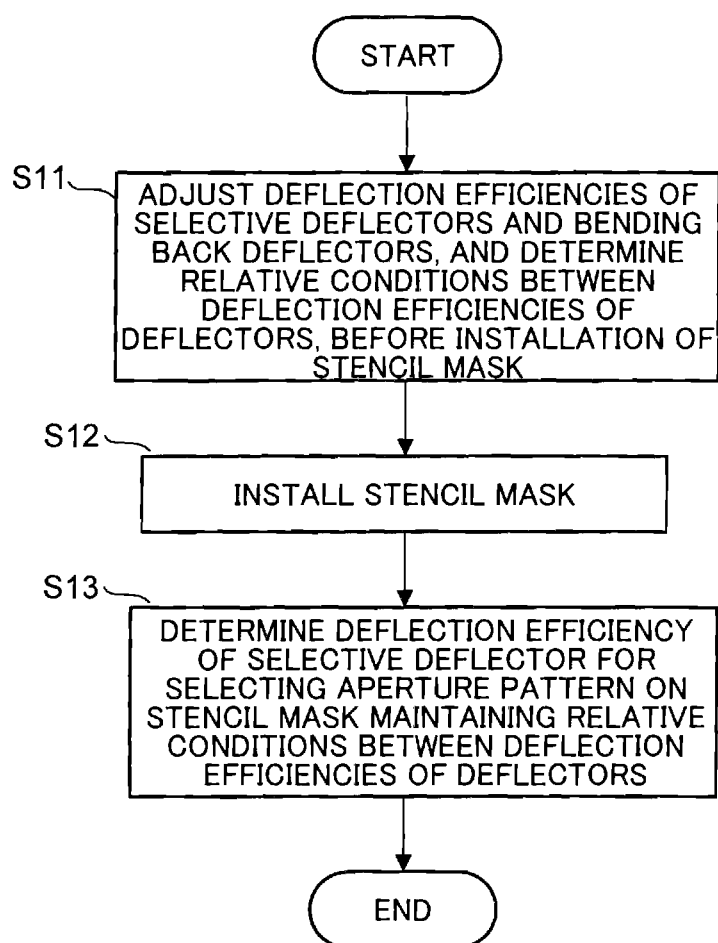 START
S11
ADJUST DEFLECTION EFFICIENCIES OF
SELECTIVE DEFLECTORS AND BENDING
BACK DEFLECTORS, AND DETERMINE
RELATIVE CONDITIONS BETWEEN
DEFLECTION EFFICIENCIES OF
DEFLECTORS, BEFORE INSTALLATION OF
STENCIL MASK
S12
INSTALL STENCIL MASK
S13
DETERMINE DEFLECTION EFFICIENCY
OF SELECTIVE DEFLECTOR FOR
SELECTING APERTURE PATTERN ON
STENCIL MASK MAINTAINING RELATIVE
CONDITIONS BETWEEN DEFLECTION
EFFICIENCIES OF DEFLECTORS
END